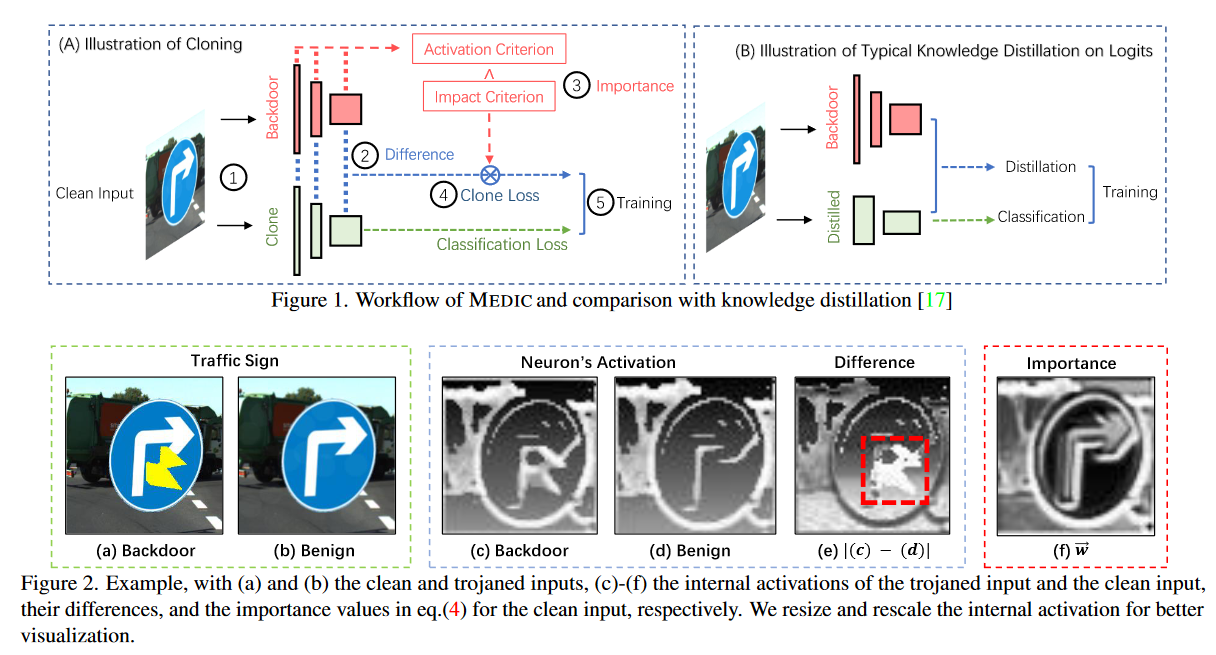 (A) Illustration of Cloning
Backdoor
Activation Criterion
∧
Impact Criterion
③ Importance
② Difference
Clean Input
①
④ Clone Loss
⑤ Training
Clone
Classification Loss
(B) Illustration of Typical Knowledge Distillation on Logits
Backdoor
Distillation
Training
Distilled
Classification
Figure 1. Workflow of MEDIC and comparison with knowledge distillation [17]
Traffic Sign
(a) Backdoor
(b) Benign
Neuron's Activation
Difference
(c) Backdoor
(d) Benign
(e) |(c) − (d)|
Importance
(f) w⃗
Figure 2. Example, with (a) and (b) the clean and trojaned inputs, (c)-(f) the internal activations of the trojaned input and the clean input,
their differences, and the importance values in eq.(4) for the clean input, respectively. We resize and rescale the internal activation for better
visualization.